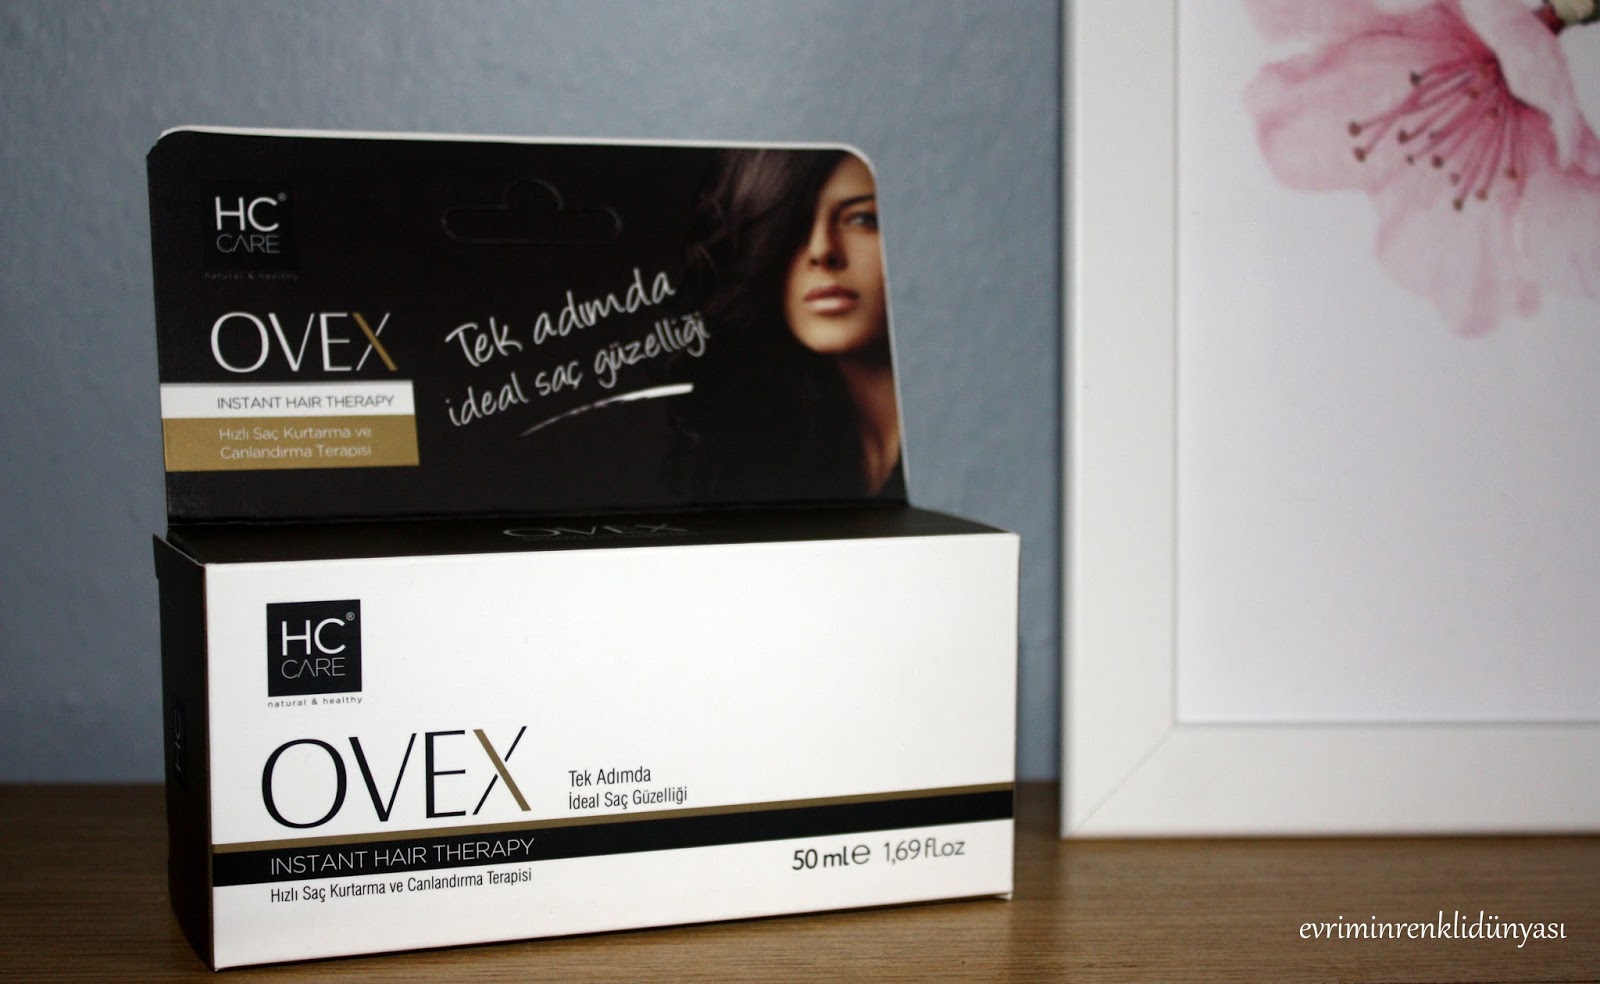 HC®
CARE
natural & healthy
OVEX
INSTANT HAIR THERAPY
Hızlı Saç Kurtarma ve
Canlandırma Terapisi
Tek adımda
ideal saç güzelliği
OVEX
HC®
CARE
natural & healthy
OVEX
Tek Adımda
İdeal Saç Güzelliği
INSTANT HAIR THERAPY
Hızlı Saç Kurtarma ve Canlandırma Terapisi
50 ml℮ 1,69 fl.oz
HC
evriminrenklidünyası